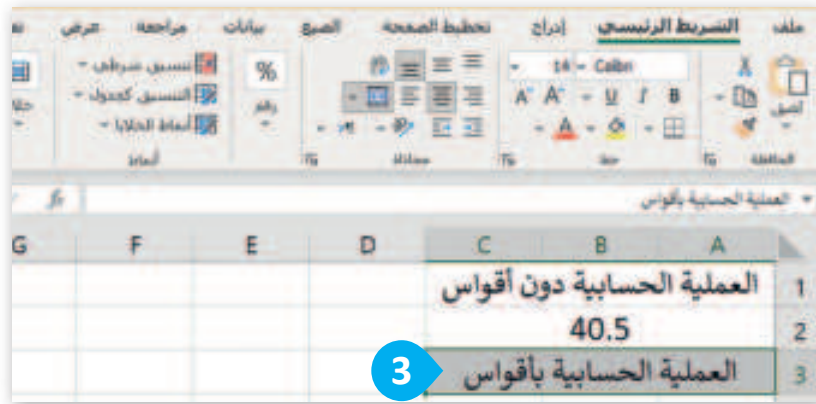 ملف الشريط الرئيسي إدراج تخطيط الصفحة الصيغ بيانات مراجعة عرض
لصق
Calibri 14
B I U
A A
%
رقم
تنسيق شرطي
التنسيق كجدول
أنماط الخلايا
الحافظة خط محاذاة أنماط
العملية الحسابية بأقواس
fx
A B C D E F G
1 العملية الحسابية دون أقواس
2 40.5
3 العملية الحسابية بأقواس
3